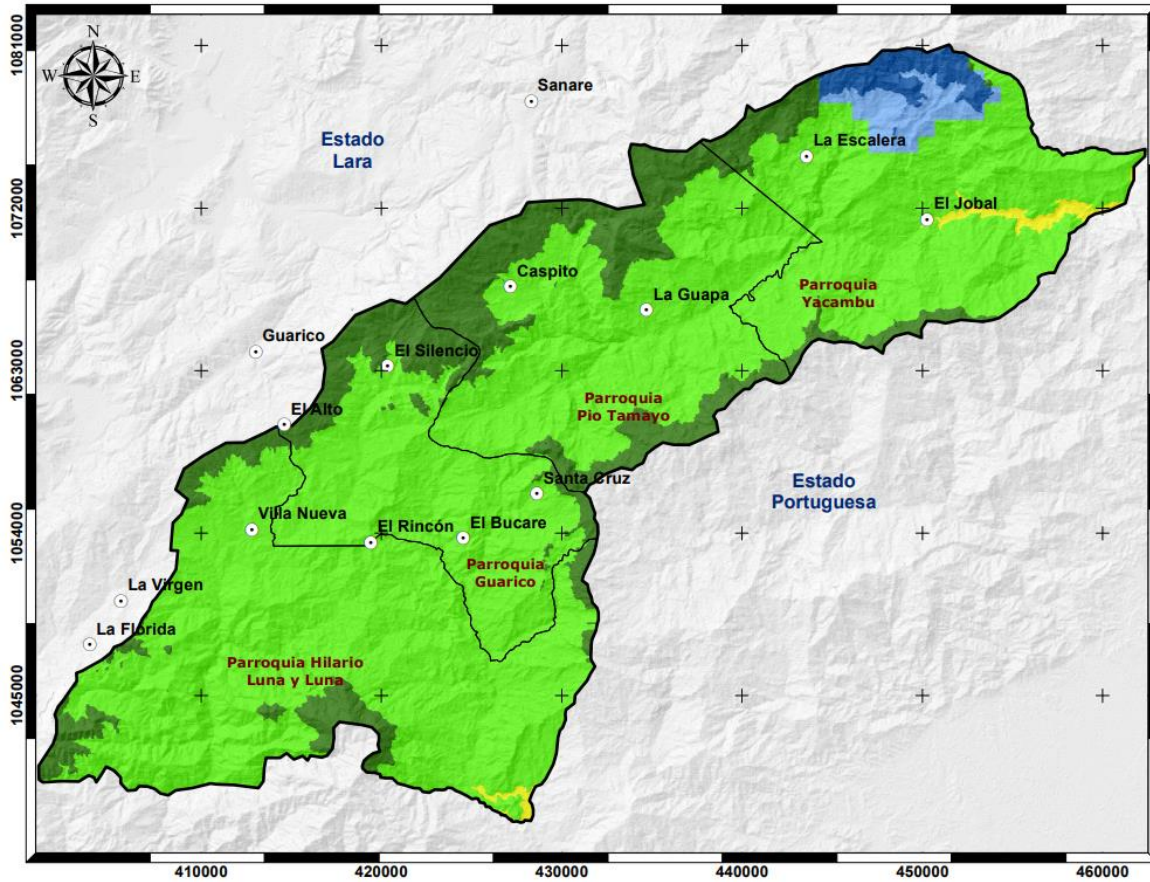 N
W
E
S
1081000
1072000
1063000
1054000
1045000
Sanare
Estado
Lara
La Escalera
El Jobal
Caspito
La Guapa
Parroquia
Yacambu
Guarico
El Silencio
El Alto
Parroquia
Pio Tamayo
Santa Cruz
Estado
Portuguesa
Villa Nueva
El Rincón
El Bucare
Parroquia
Guarico
La Virgen
La Florida
Parroquia Hilario
Luna y Luna
410000
420000
430000
440000
450000
460000